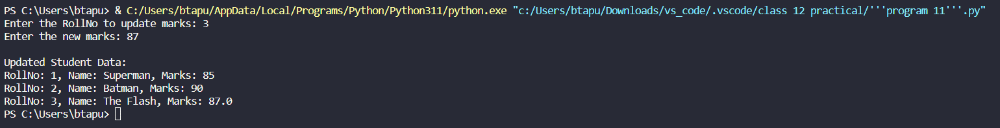 PS C:\Users\btapu> & C:/Users/btapu/AppData/Local/Programs/Python/Python311/python.exe "c:/Users/btapu/Downloads/vs_code/.vscode/class 12 practical/'''program 11'''.py"
Enter the RollNo to update marks: 3
Enter the new marks: 87
Updated Student Data:
RollNo: 1, Name: Superman, Marks: 85
RollNo: 2, Name: Batman, Marks: 90
RollNo: 3, Name: The Flash, Marks: 87.0
PS C:\Users\btapu>